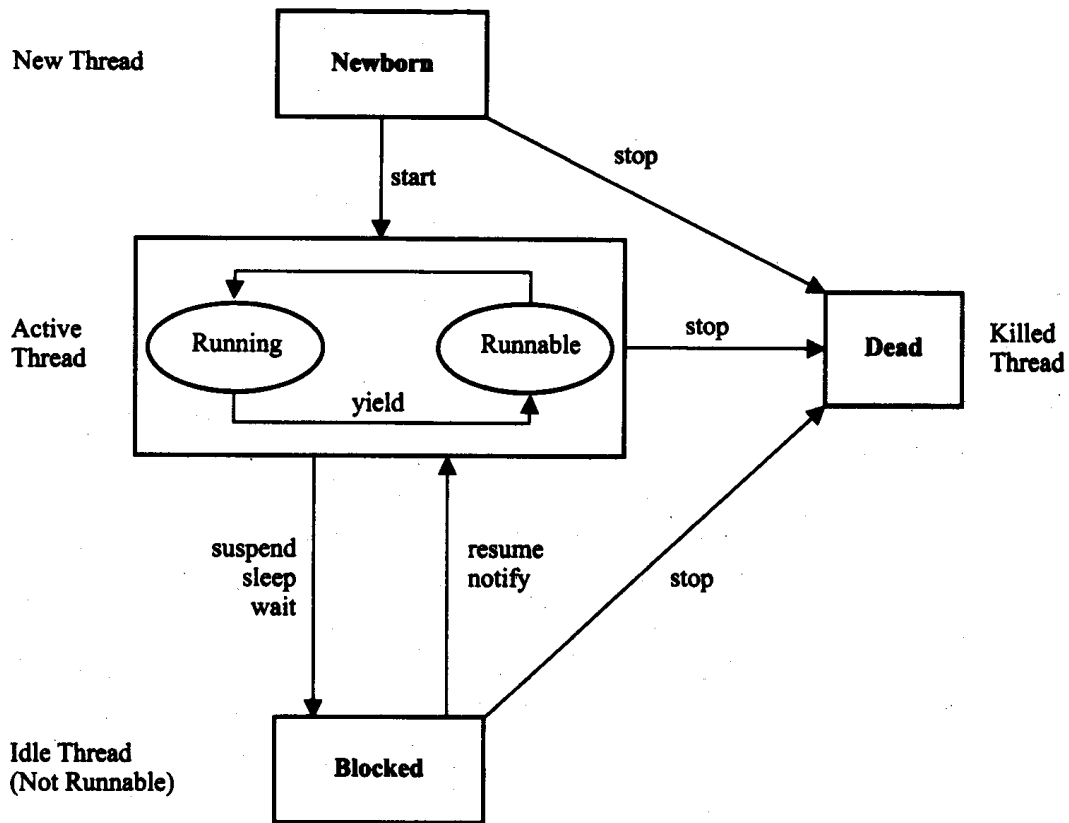 New Thread
Newborn
start
stop
Active
Thread
Running
Runnable
yield
stop
Dead
Killed
Thread
suspend
sleep
wait
resume
notify
stop
Idle Thread
(Not Runnable)
Blocked